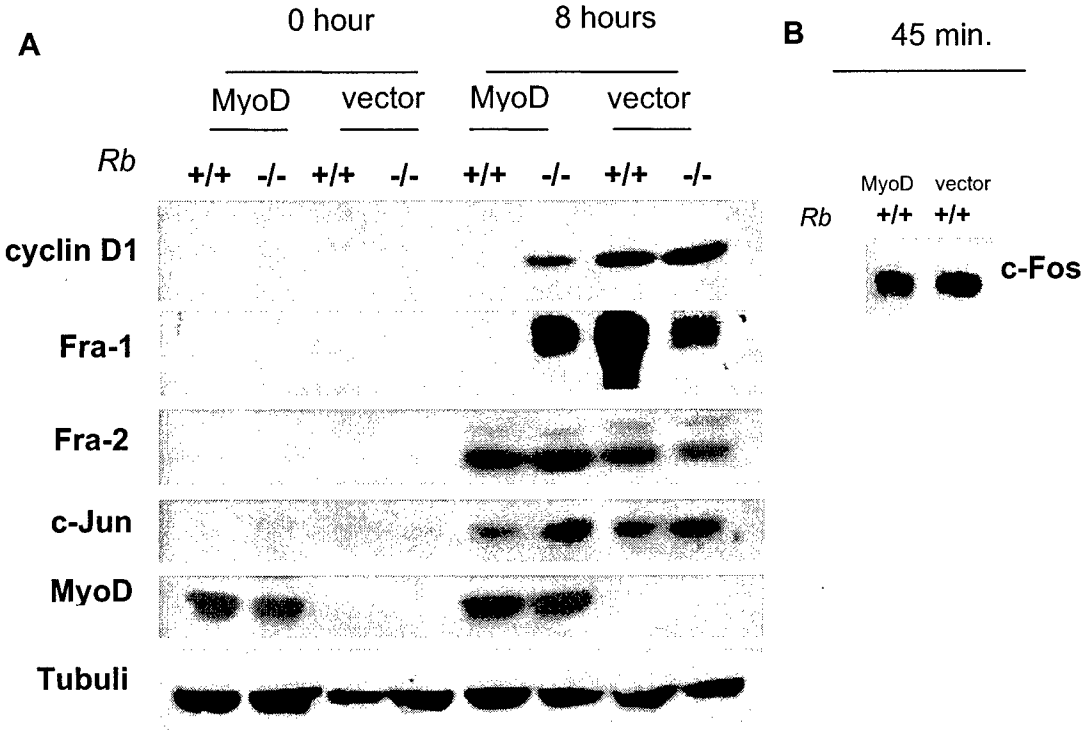 A
0 hour 8 hours
MyoD vector MyoD vector
Rb +/+ -/- +/+ -/- +/+ -/- +/+ -/-
cyclin D1
Fra-1
Fra-2
c-Jun
MyoD
Tubuli
B
45 min.
MyoD vector
Rb +/+ +/+
c-Fos